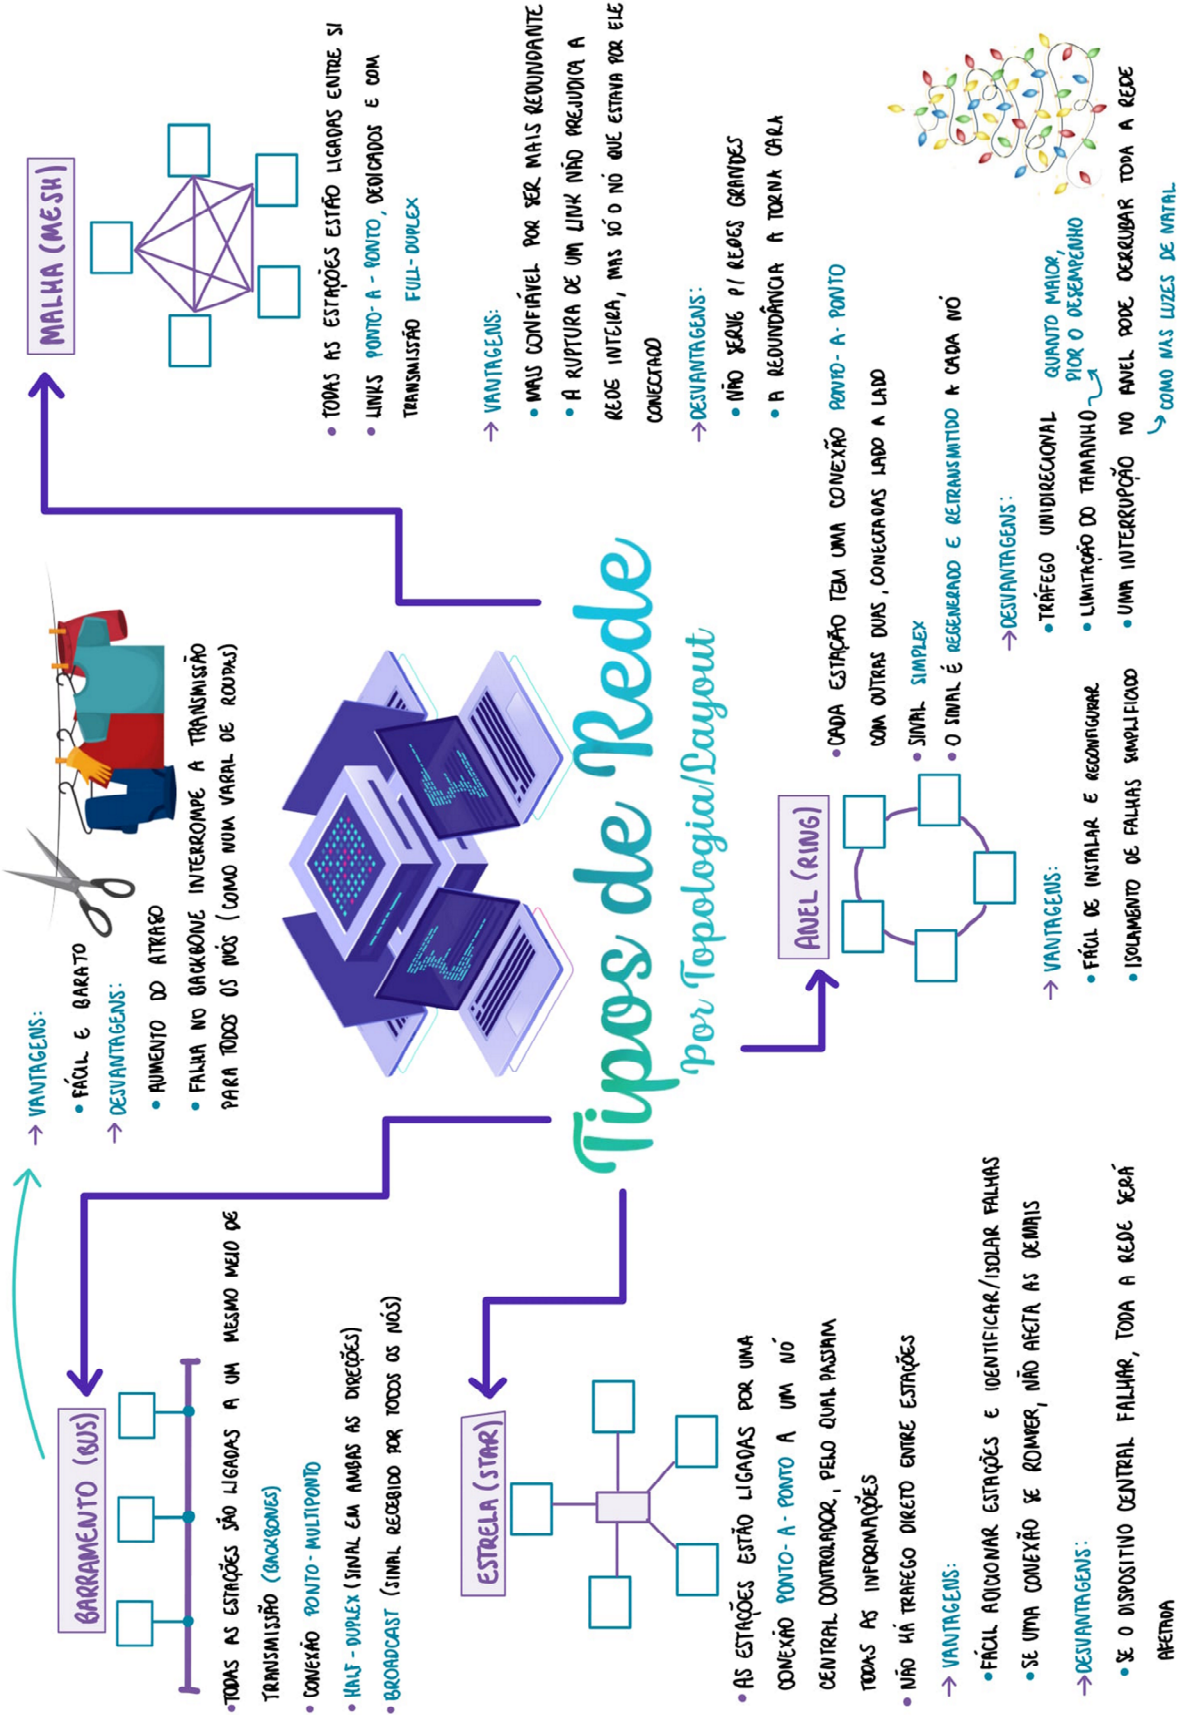 Tipos de Rede
Por Topologia/Layout
BARRAMENTO (BUS)
• TODAS AS ESTAÇÕES SÃO LIGADAS A UM MESMO MEIO DE
TRANSMISSÃO (BACKBONES)
• CONEXÃO PONTO-MULTIPONTO
• HALF-DUPLEX (SINAL EM AMBAS AS DIREÇÕES)
• BROADCAST (SINAL RECEBIDO POR TODOS OS NÓS)
→ VANTAGENS:
• FÁCIL E BARATO
→ DESVANTAGENS:
• AUMENTO DO ATRASO
• FALHA NO BACKBONE INTERROMPE A TRANSMISSÃO
PARA TODOS OS NÓS (COMO NUM VARAL DE ROUPAS)
MALHA (MESH)
• TODAS AS ESTAÇÕES ESTÃO LIGADAS ENTRE SI
• LINKS PONTO-A-PONTO, DEDICADOS E COM
TRANSMISSÃO FULL-DUPLEX
→ VANTAGENS:
• MAIS CONFIÁVEL POR SER MAIS REDUNDANTE
• A RUPTURA DE UM LINK NÃO PREJUDICA A
REDE INTEIRA, MAS SÓ O NÓ QUE ESTAVA POR ELE
CONECTADO
→ DESVANTAGENS:
• NÃO SERVE P/ REDES GRANDES
• A REDUNDÂNCIA A TORNA CARA
ESTRELA (STAR)
• AS ESTAÇÕES ESTÃO LIGADAS POR UMA
CONEXÃO PONTO-A-PONTO A UM NÓ
CENTRAL CONTROLADOR, PELO QUAL PASSAM
TODAS AS INFORMAÇÕES
• NÃO HÁ TRAFEGO DIRETO ENTRE ESTAÇÕES
→ VANTAGENS:
• FÁCIL ADICIONAR ESTAÇÕES E IDENTIFICAR/ISOLAR FALHAS
• SE UMA CONEXÃO SE ROMPER, NÃO AFETA AS DEMAIS
→ DESVANTAGENS:
• SE O DISPOSITIVO CENTRAL FALHAR, TODA A REDE SERÁ
AFETADA
ANEL (RING)
• CADA ESTAÇÃO TEM UMA CONEXÃO PONTO-A-PONTO
COM OUTRAS DUAS, CONECTADAS LADO A LADO
• SINAL SIMPLEX
• O SINAL É REGENERADO E RETRANSMITIDO A CADA NÓ
→ VANTAGENS:
• FÁCIL DE INSTALAR E RECONFIGURAR
• ISOLAMENTO DE FALHAS SIMPLIFICADO
→ DESVANTAGENS:
• TRÁFEGO UNIDIRECIONAL
• LIMITAÇÃO DO TAMANHO
QUANTO MAIOR,
PIOR O DESEMPENHO
• UMA INTERRUPÇÃO NO ANEL PODE DERRUBAR TODA A REDE
COMO NAS LUZES DE NATAL